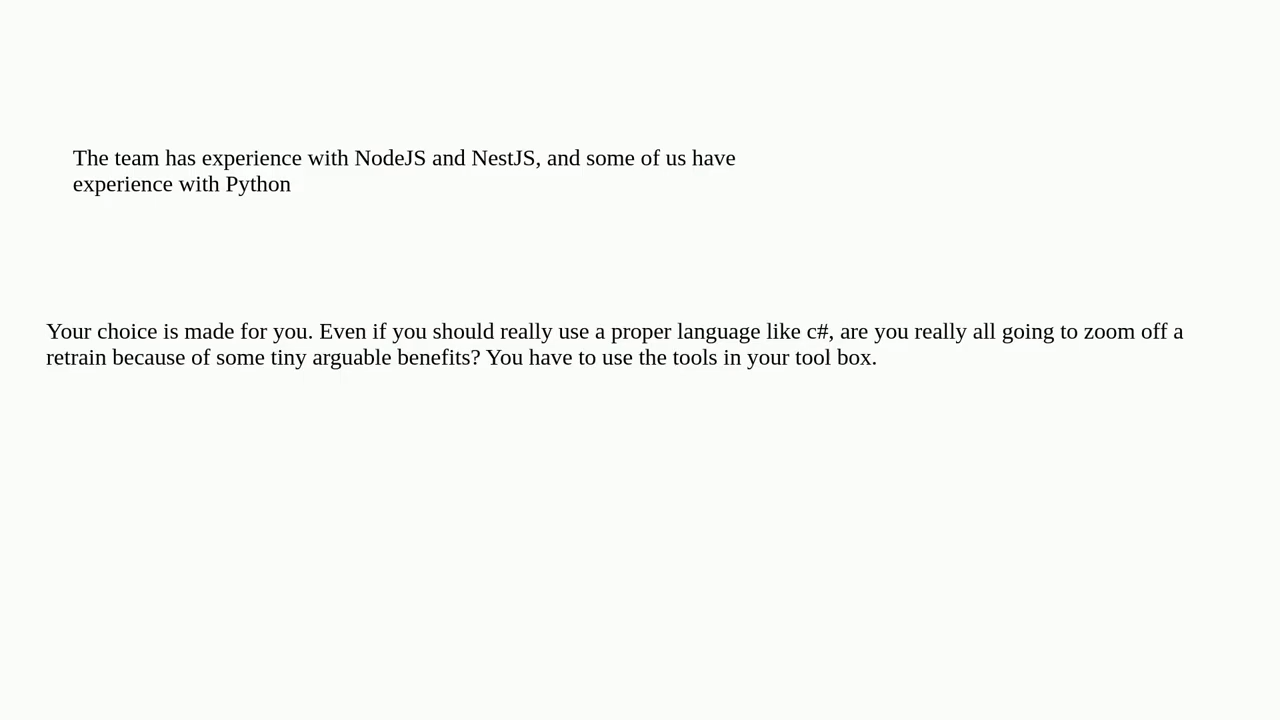 The team has experience with NodeJS and NestJS, and some of us have
experience with Python
Your choice is made for you. Even if you should really use a proper language like c#, are you really all going to zoom off a
retrain because of some tiny arguable benefits? You have to use the tools in your tool box.